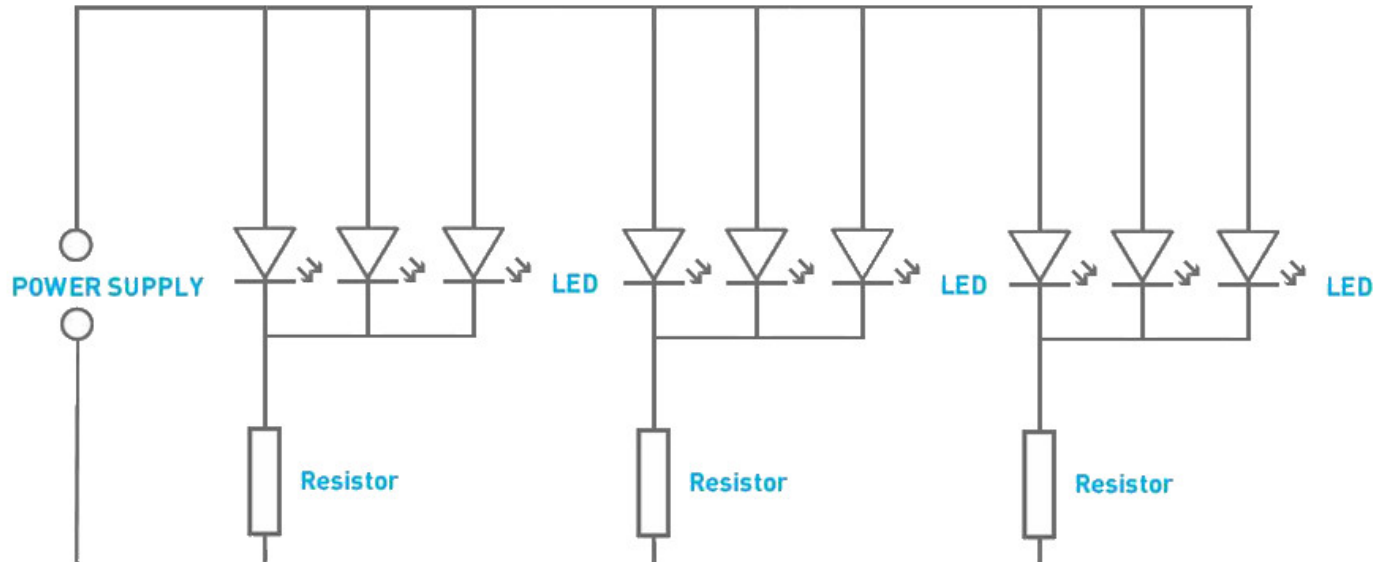 POWER SUPPLY
LED
LED
LED
Resistor
Resistor
Resistor